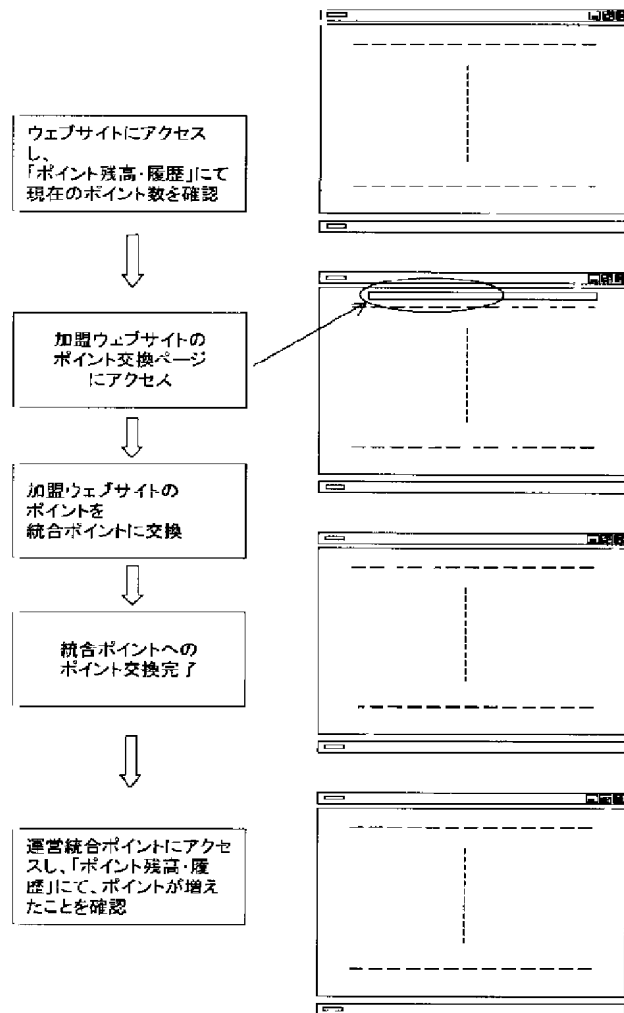 ウェブサイトにアクセス
し、
「ポイント残高・履歴」にて
現在のポイント数を確認
加盟ウェブサイトの
ポイント交換ページ
にアクセス
加盟ウェブサイトの
ポイントを
統合ポイントに交換
統合ポイントへの
ポイント交換完了
運営統合ポイントにアクセ
スし、「ポイント残高・履
歴」にて、ポイントが増え
たことを確認